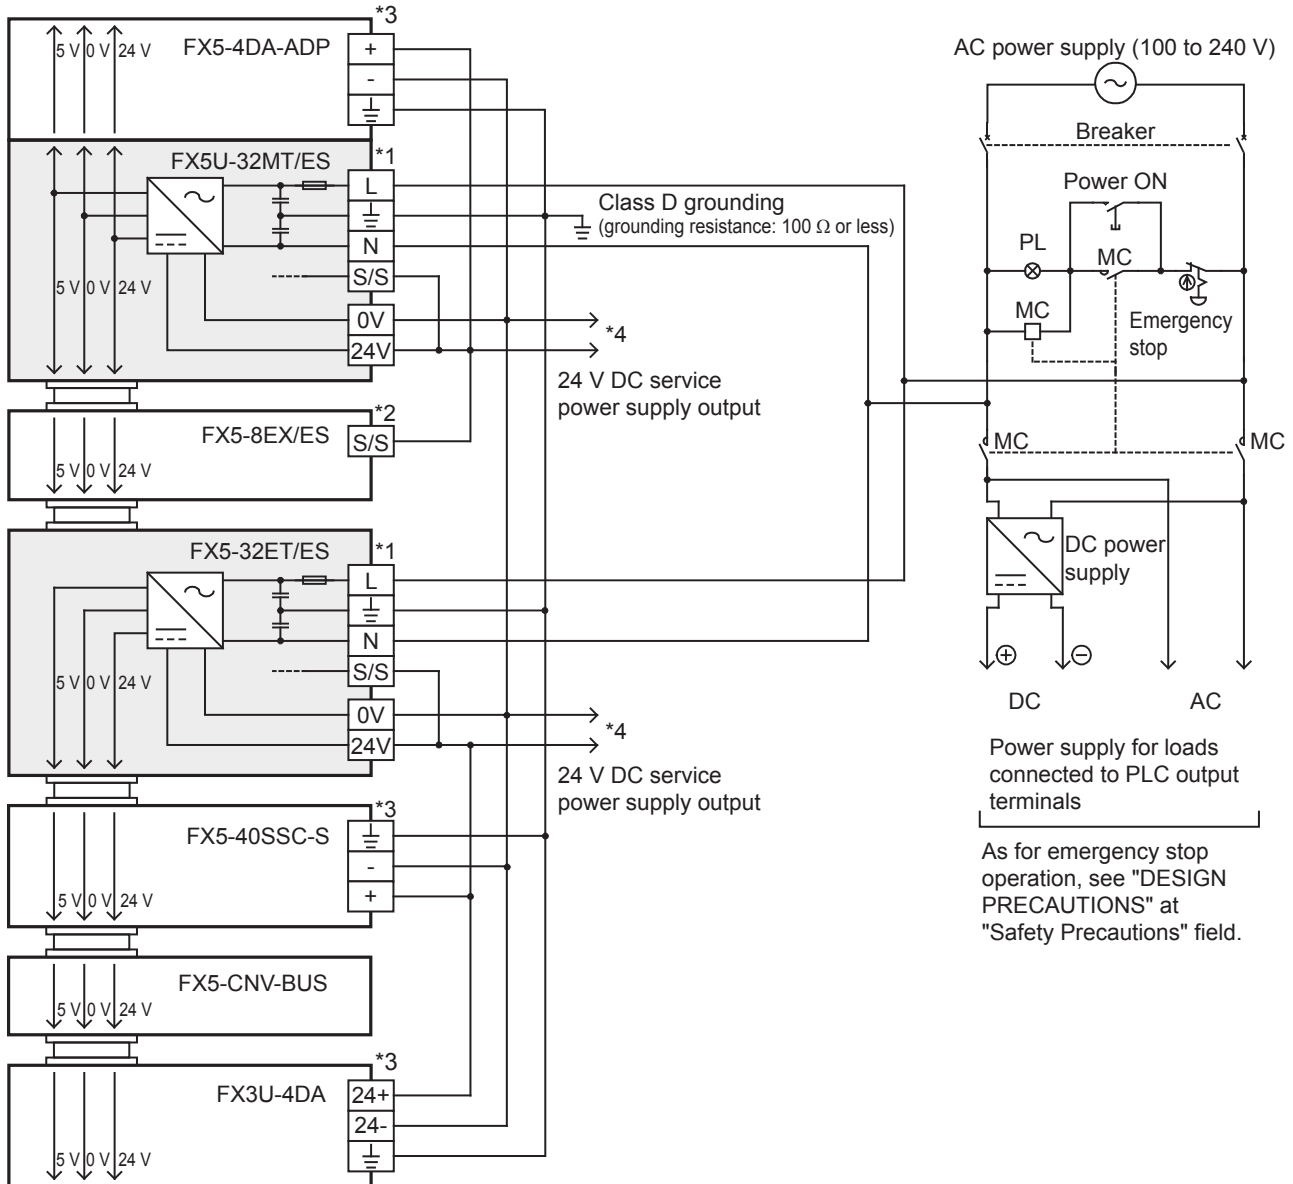 *3
FX5-4DA-ADP
5 V 0 V 24 V
+
-
FX5U-32MT/ES
*1
L
N
S/S
0V
24V
5 V 0 V 24 V
Class D grounding
(grounding resistance: 100 Ω or less)
*4
24 V DC service
power supply output
FX5-8EX/ES
*2
S/S
5 V 0 V 24 V
FX5-32ET/ES
*1
L
N
S/S
0V
24V
5 V 0 V 24 V
*4
24 V DC service
power supply output
FX5-40SSC-S
*3
-
+
5 V 0 V 24 V
FX5-CNV-BUS
5 V 0 V 24 V
FX3U-4DA
*3
24+
24-
5 V 0 V 24 V
AC power supply (100 to 240 V)
Breaker
Power ON
PL
MC
MC
Emergency
stop
MC
MC
DC power
supply
+
-
DC
AC
Power supply for loads
connected to PLC output
terminals
As for emergency stop
operation, see "DESIGN
PRECAUTIONS" at
"Safety Precautions" field.